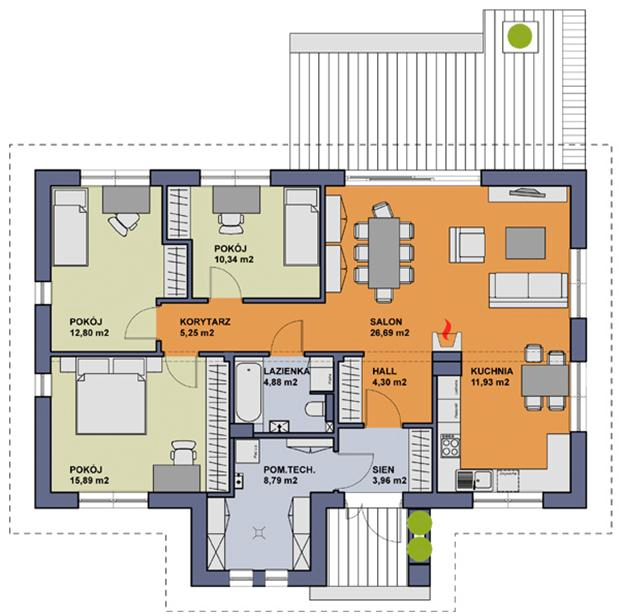 POKÓJ
10,34 m2
POKÓJ
12,80 m2
KORYTARZ
5,25 m2
SALON
26,69 m2
ŁAZIENKA
4,88 m2
HALL
4,30 m2
KUCHNIA
11,93 m2
POKÓJ
15,89 m2
POM.TECH.
8,79 m2
SIEN
3,96 m2